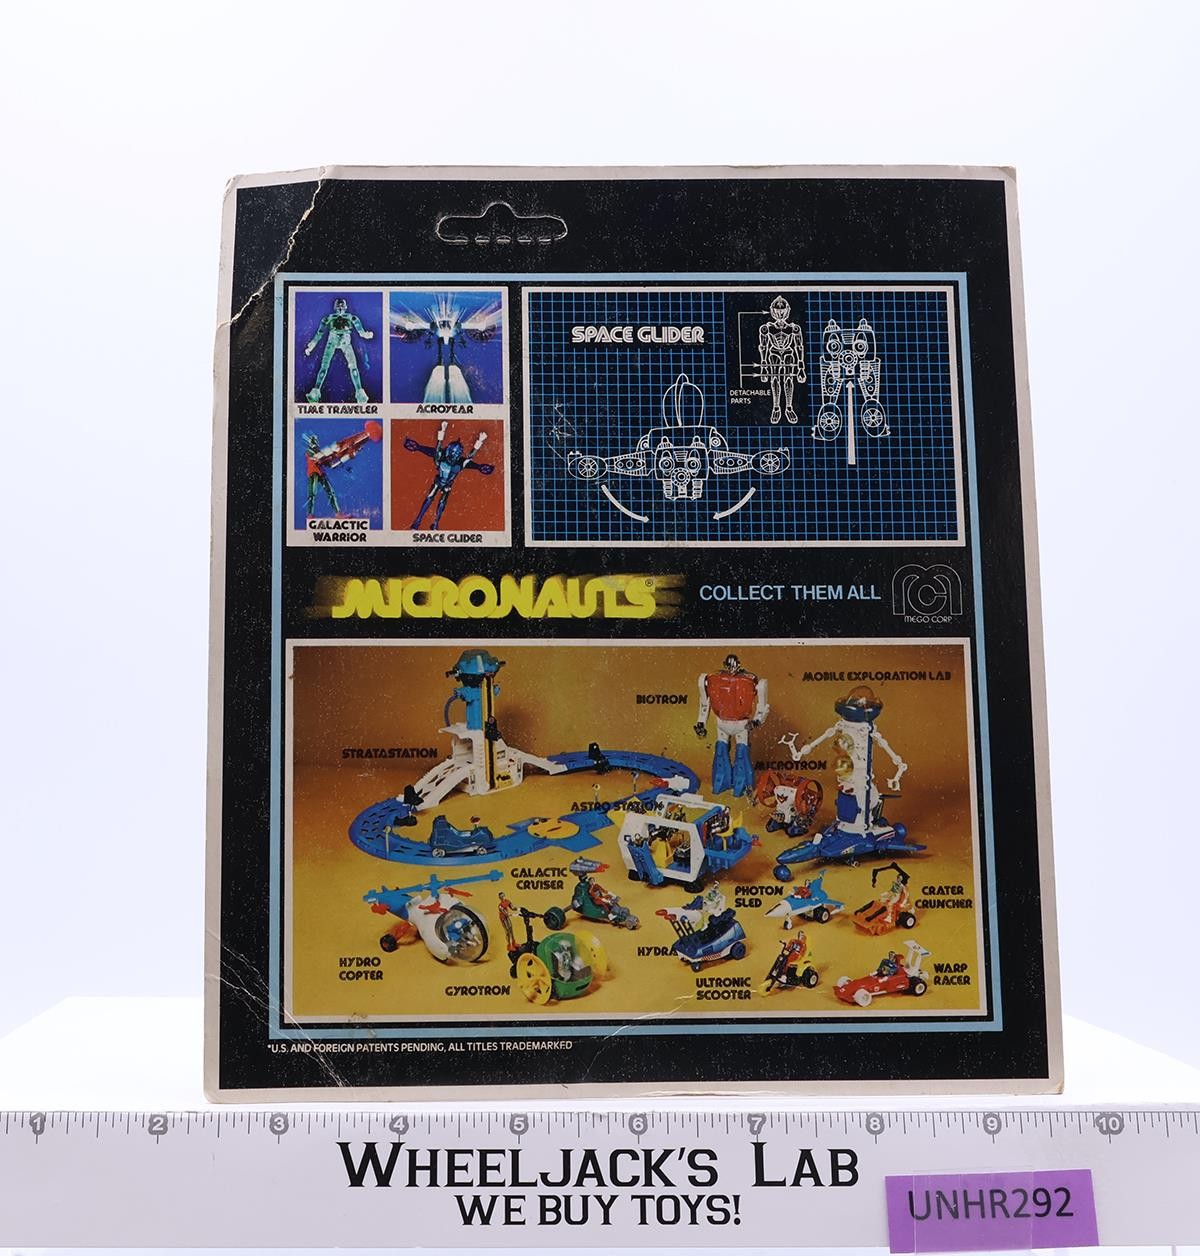 TIME TRAVELER
ACROYEAR
GALACTIC
WARRIOR
SPACE GLIDER
SPACE GLIDER
DETACHABLE
PARTS
MICRONAUTS®
COLLECT THEM ALL
MEGO CORP.
STRATASTATION
BIOTRON
MOBILE EXPLORATION LAB
MICROTRON
ASTRO STATION
GALACTIC
CRUISER
PHOTON
SLED
CRATER
CRUNCHER
HYDRO
COPTER
GYROTRON
HYDRA
ULTRONIC
SCOOTER
WARP
RACER
*U.S. AND FOREIGN PATENTS PENDING, ALL TITLES TRADEMARKED
1 2 3 4 5 6 7 8 9 10
WHEELJACK'S LAB
WE BUY TOYS!
UNHR292